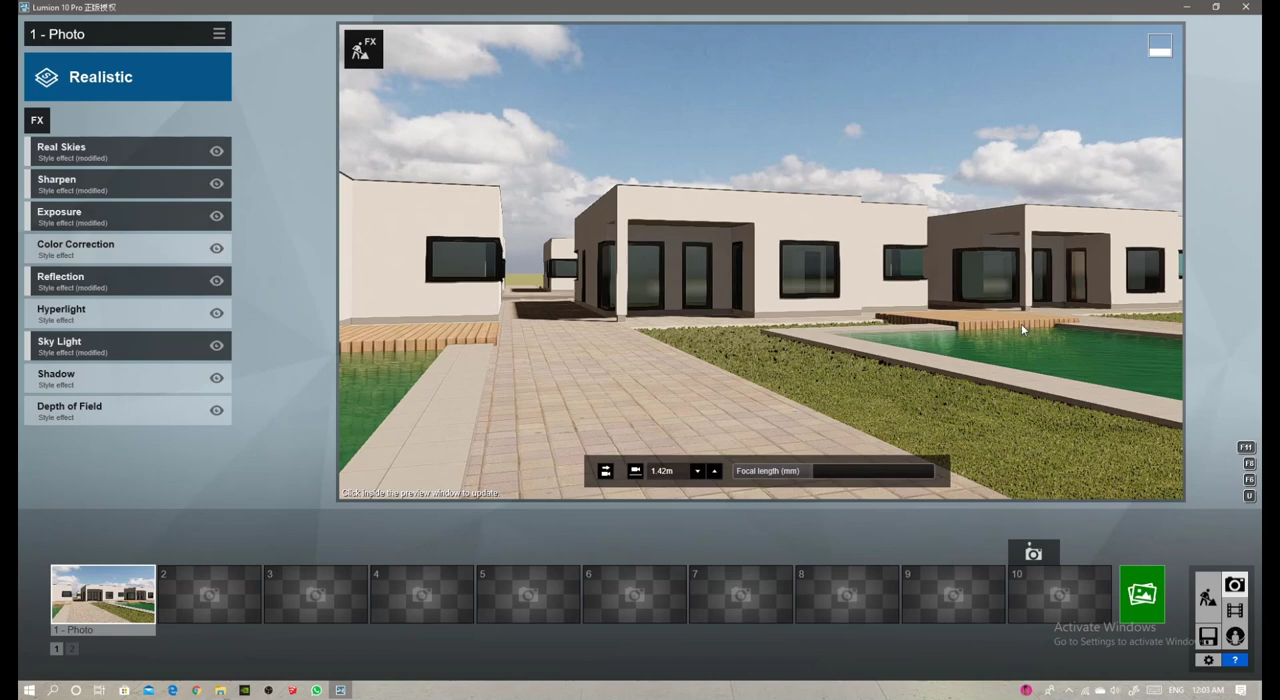 Lumion 10 Pro 正版授权
1 - Photo
Realistic
FX
FX
Real Skies
Style effect (modified)
Sharpen
Style effect (modified)
Exposure
Style effect (modified)
Color Correction
Style effect
Reflection
Style effect (modified)
Hyperlight
Style effect
Sky Light
Style effect (modified)
Shadow
Style effect
Depth of Field
Style effect
1.42m
Focal length (mm)
Click inside the preview window to update.
F11
F8
F6
U
2
3
4
5
6
7
8
9
10
1 - Photo
1 2
Activate Windows
Go to Settings to activate Windows
?
ENG
12:03 AM